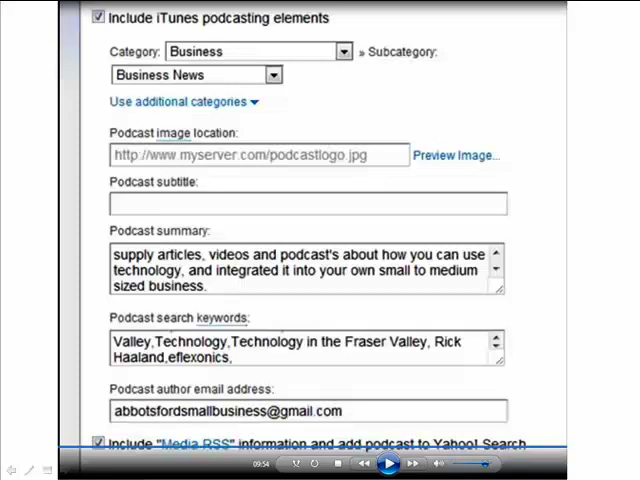 Include iTunes podcasting elements
Category: Business » Subcategory:
Business News
Use additional categories
Podcast image location:
http://www.myserver.com/podcastlogo.jpg Preview Image...
Podcast subtitle:
Podcast summary:
supply articles, videos and podcast's about how you can use
technology, and integrated it into your own small to medium
sized business.
Podcast search keywords:
Valley,Technology,Technology in the Fraser Valley, Rick
Haaland,eflexonics,
Podcast author email address:
abbotsfordsmallbusiness@gmail.com
Include "Media RSS" information and add podcast to Yahoo! Search
09:54